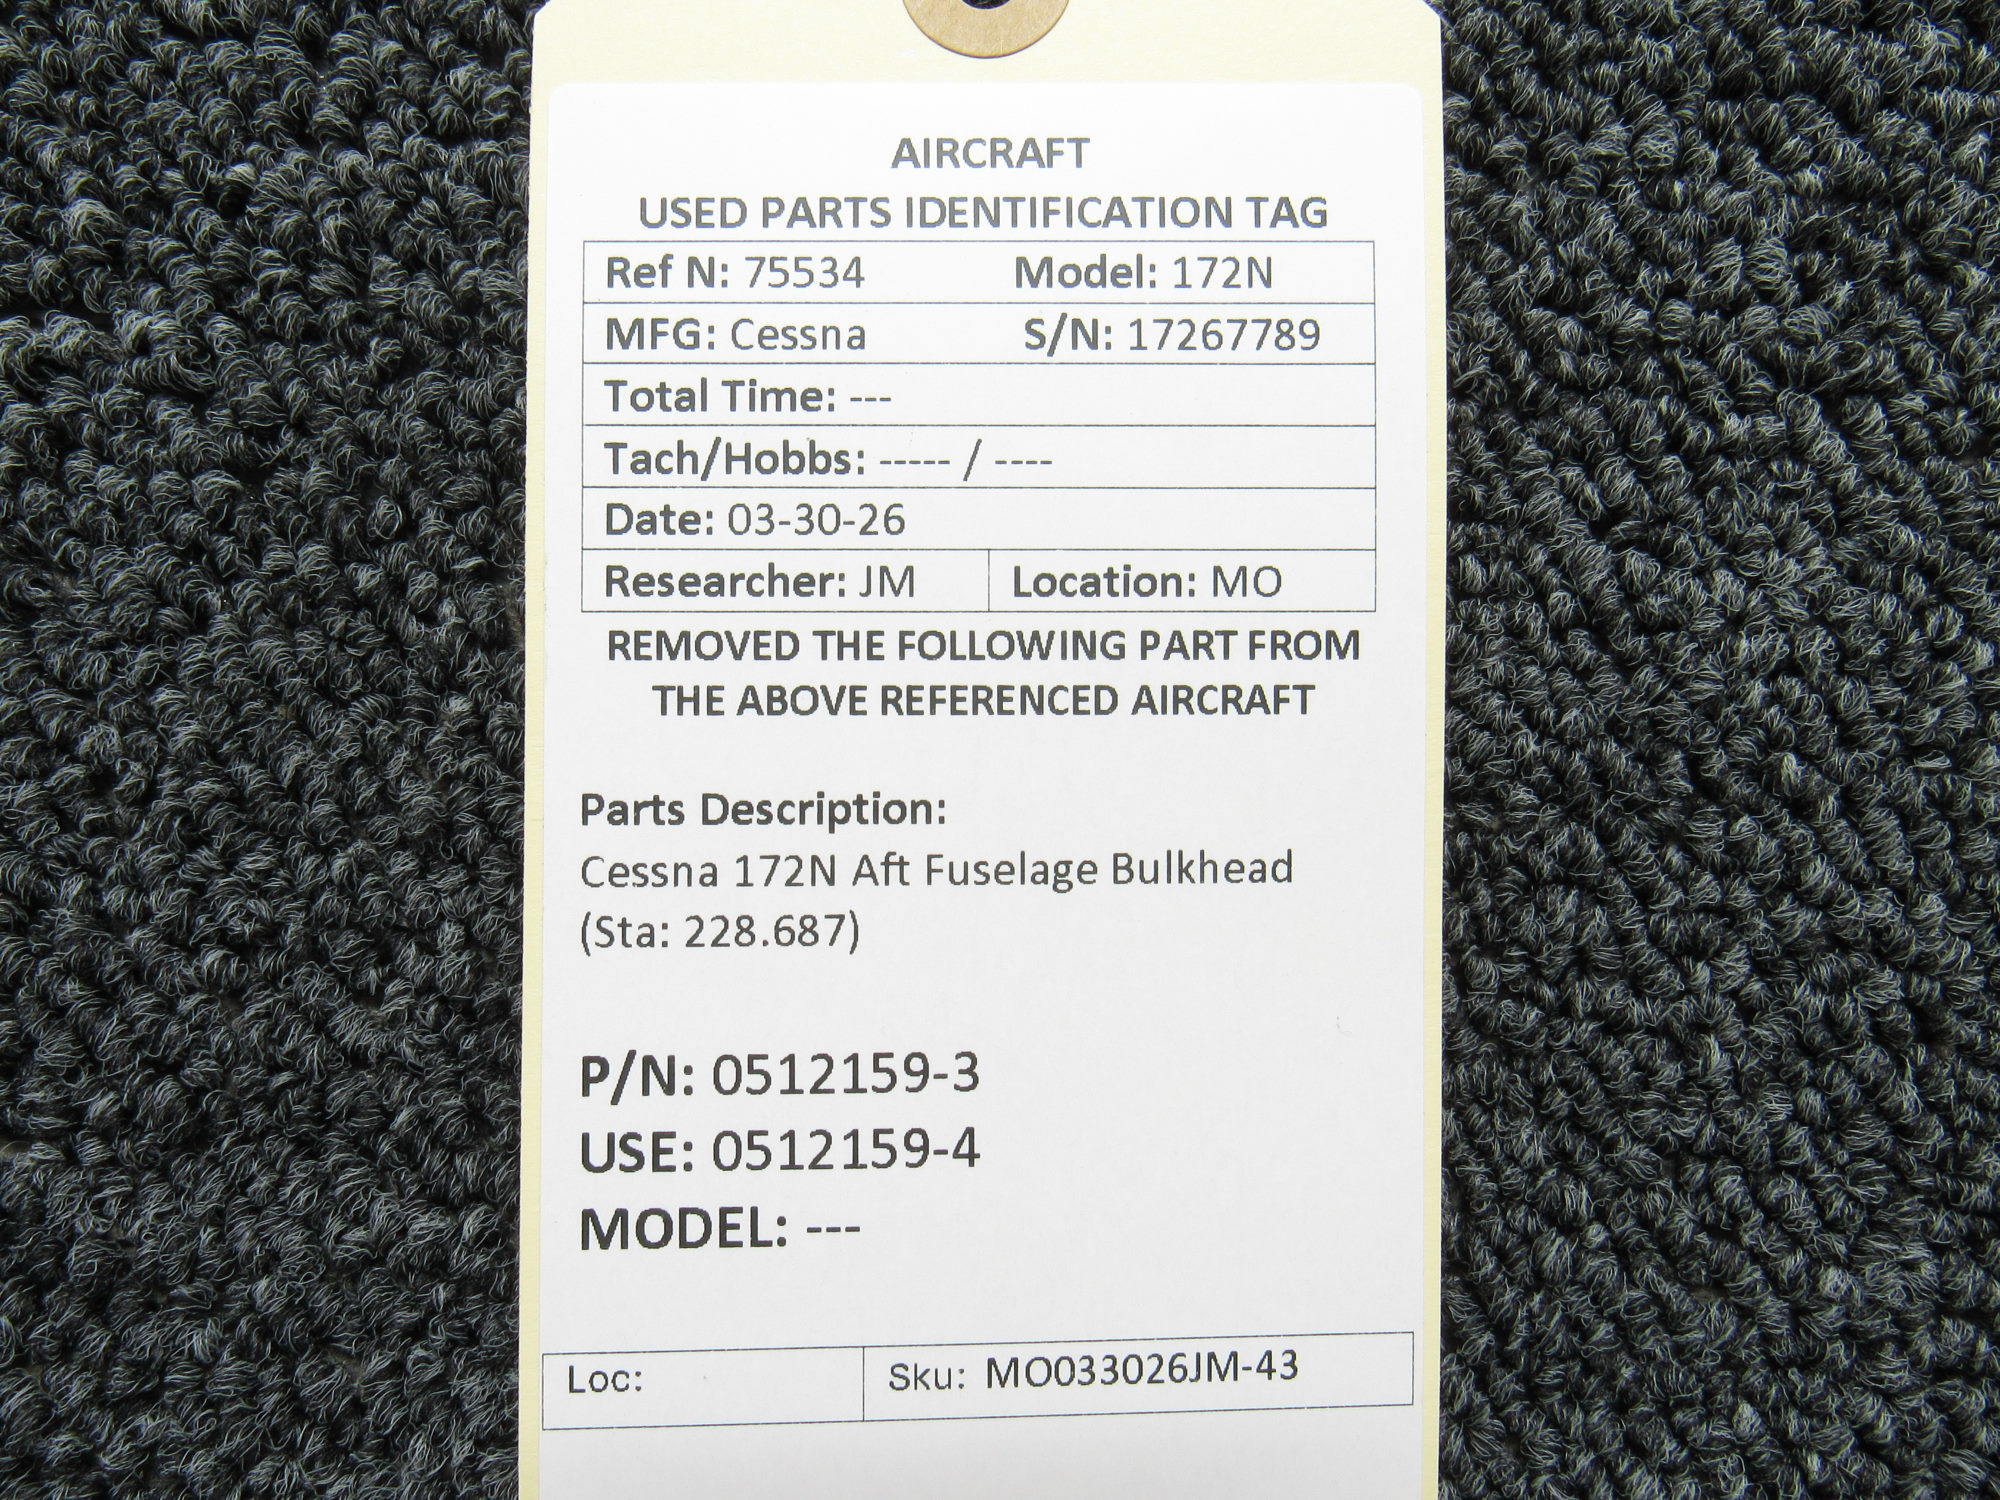 AIRCRAFT
USED PARTS IDENTIFICATION TAG
Ref N: 75534 Model: 172N
MFG: Cessna S/N: 17267789
Total Time: ---
Tach/Hobbs: ----- / ----
Date: 03-30-26
Researcher: JM Location: MO
REMOVED THE FOLLOWING PART FROM
THE ABOVE REFERENCED AIRCRAFT
Parts Description:
Cessna 172N Aft Fuselage Bulkhead
(Sta: 228.687)
P/N: 0512159-3
USE: 0512159-4
MODEL: ---
Loc: Sku: MO033026JM-43